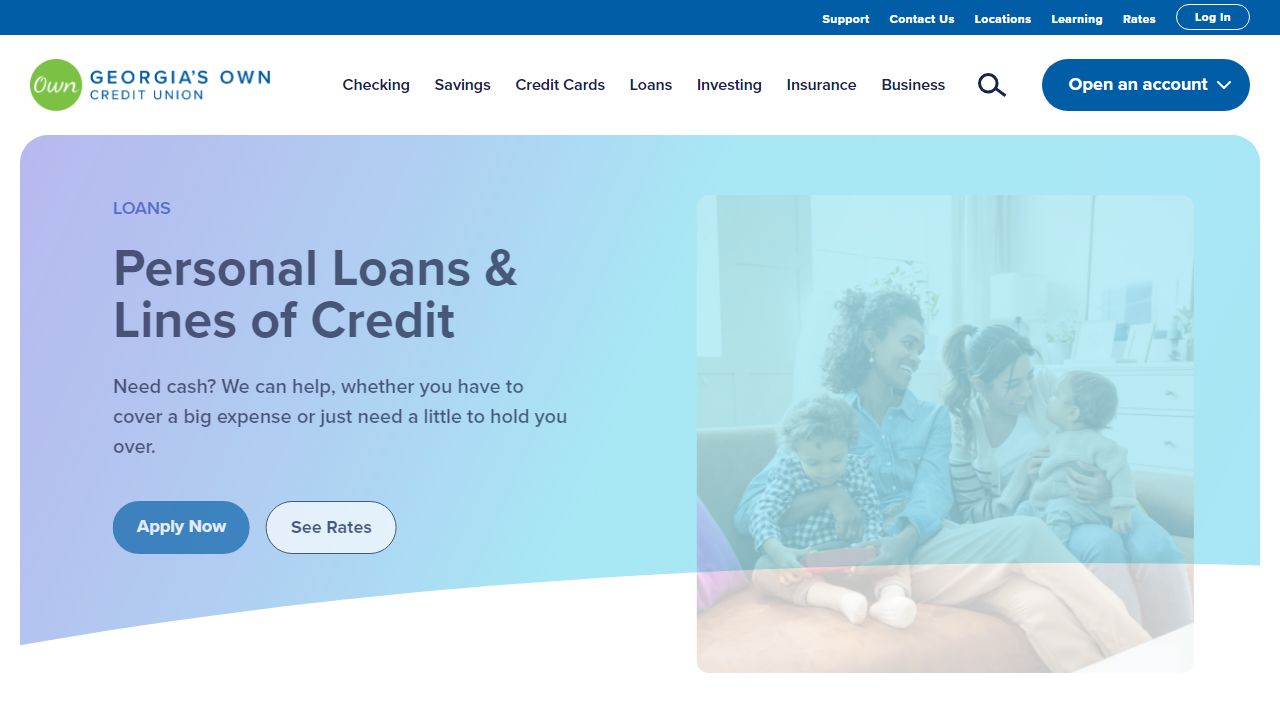 Support Contact Us Locations Learning Rates Log In
Own GEORGIA'S OWN
CREDIT UNION
Checking Savings Credit Cards Loans Investing Insurance Business Open an account
LOANS
Personal Loans &
Lines of Credit
Need cash? We can help, whether you have to
cover a big expense or just need a little to hold you
over.
Apply Now See Rates